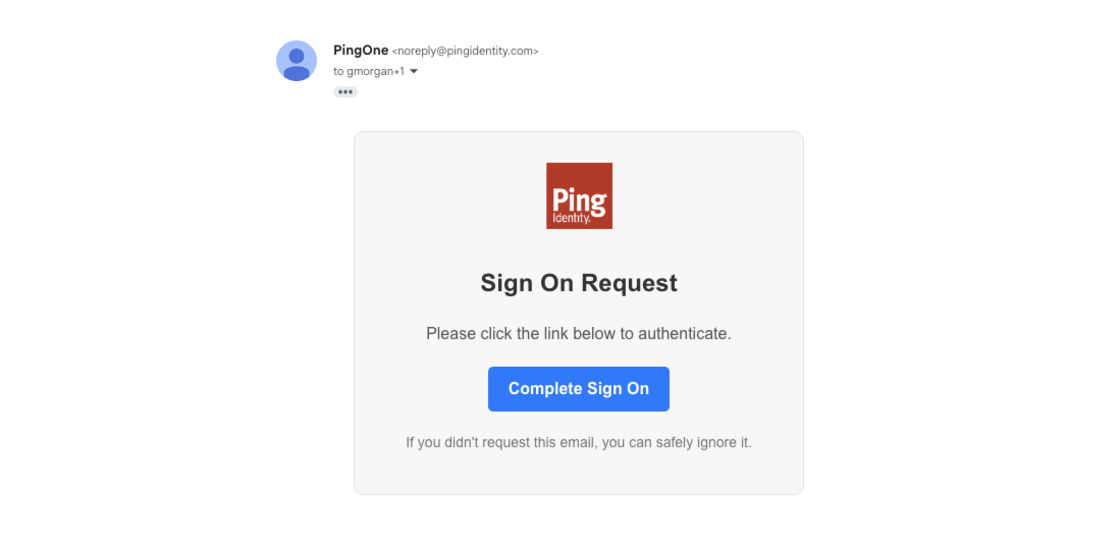 PingOne <noreply@pingidentity.com>
to gmorgan+1
•••
Ping
Identity.
Sign On Request
Please click the link below to authenticate.
Complete Sign On
If you didn't request this email, you can safely ignore it.